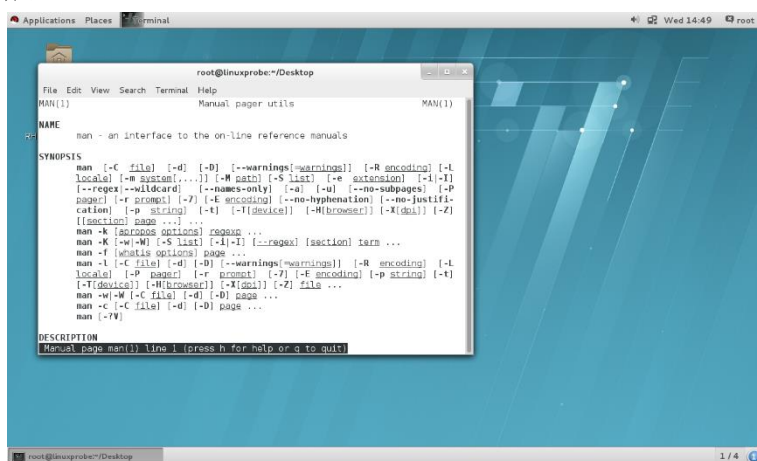 Applications Places Terminal Wed 14:49 root
root@linuxprobe:~/Desktop
File Edit View Search Terminal Help
MAN(1) Manual pager utils MAN(1)
NAME
man - an interface to the on-line reference manuals
SYNOPSIS
man [-C file] [-d] [-D] [--warnings[=warnings]] [-R encoding] [-L
locale] [-m system[,...]] [-M path] [-S list] [-e extension] [-i|-I]
[--regex|--wildcard] [--names-only] [-a] [-u] [--no-subpages] [-P
pager] [-r prompt] [-7] [-E encoding] [--no-hyphenation] [--no-justifi-
cation] [-p string] [-t] [-T[device]] [-H[browser]] [-X[dpi]] [-Z]
[[section] page ...] ...
man -k [apropos options] regexp ...
man -K [-w|-W] [-S list] [-i|-I] [--regex] [section] term ...
man -f [whatis options] page ...
man -l [-C file] [-d] [-D] [--warnings[=warnings]] [-R encoding] [-L
locale] [-P pager] [-r prompt] [-7] [-E encoding] [-p string] [-t]
[-T[device]] [-H[browser]] [-X[dpi]] [-Z] file ...
man -w|-W [-C file] [-d] [-D] page ...
man -c [-C file] [-d] [-D] page ...
man [-?V]
DESCRIPTION
Manual page man(1) line 1 (press h for help or q to quit)
root@linuxprobe:~/Desktop 1 / 4